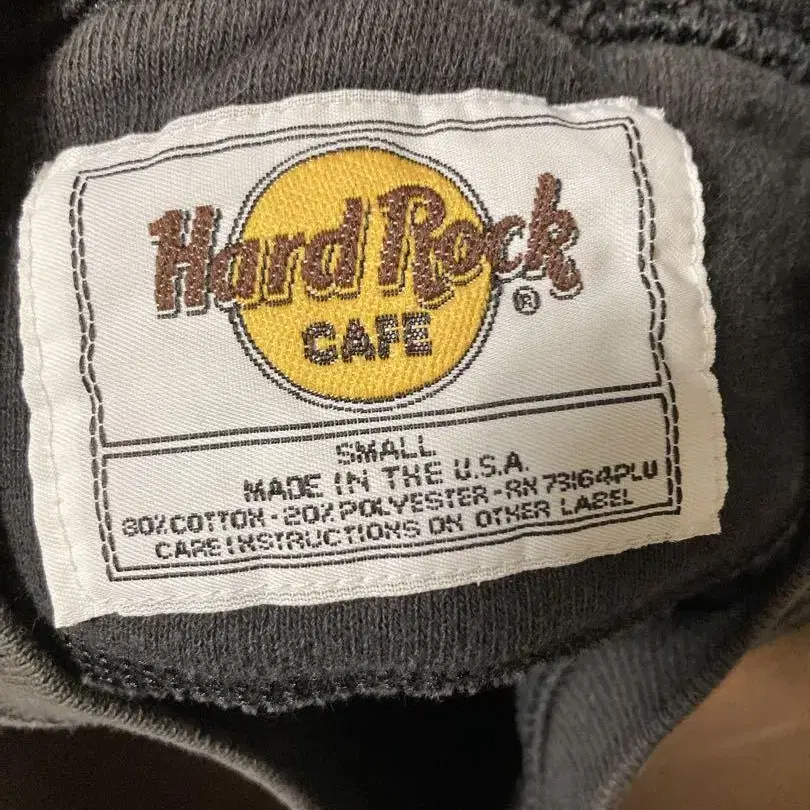 Hard Rock
CAFE
®
SMALL
MADE IN THE U.S.A.
80% COTTON - 20% POLYESTER - RN 73164PLU
CARE INSTRUCTIONS ON OTHER LABEL